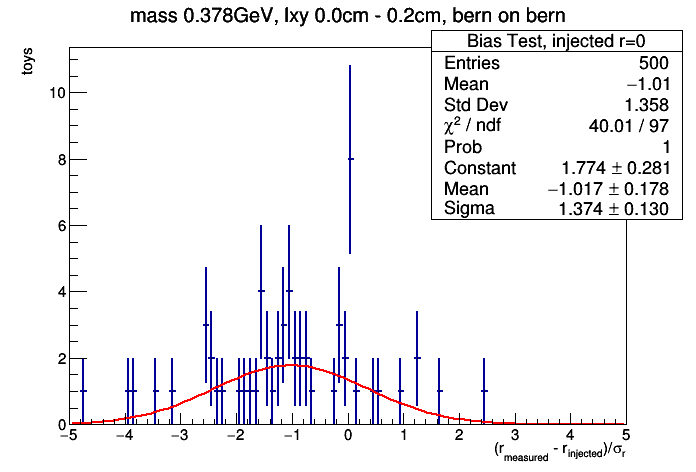 mass 0.378GeV, lxy 0.0cm - 0.2cm, bern on bern
Bias Test, injected r=0
Entries 500
Mean −1.01
Std Dev 1.358
χ² / ndf 40.01 / 97
Prob 1
Constant 1.774 ± 0.281
Mean −1.017 ± 0.178
Sigma 1.374 ± 0.130
toys
10
8
6
4
2
0
−5 −4 −3 −2 −1 0 1 2 3 4 5
(r_measured - r_injected)/σ_r